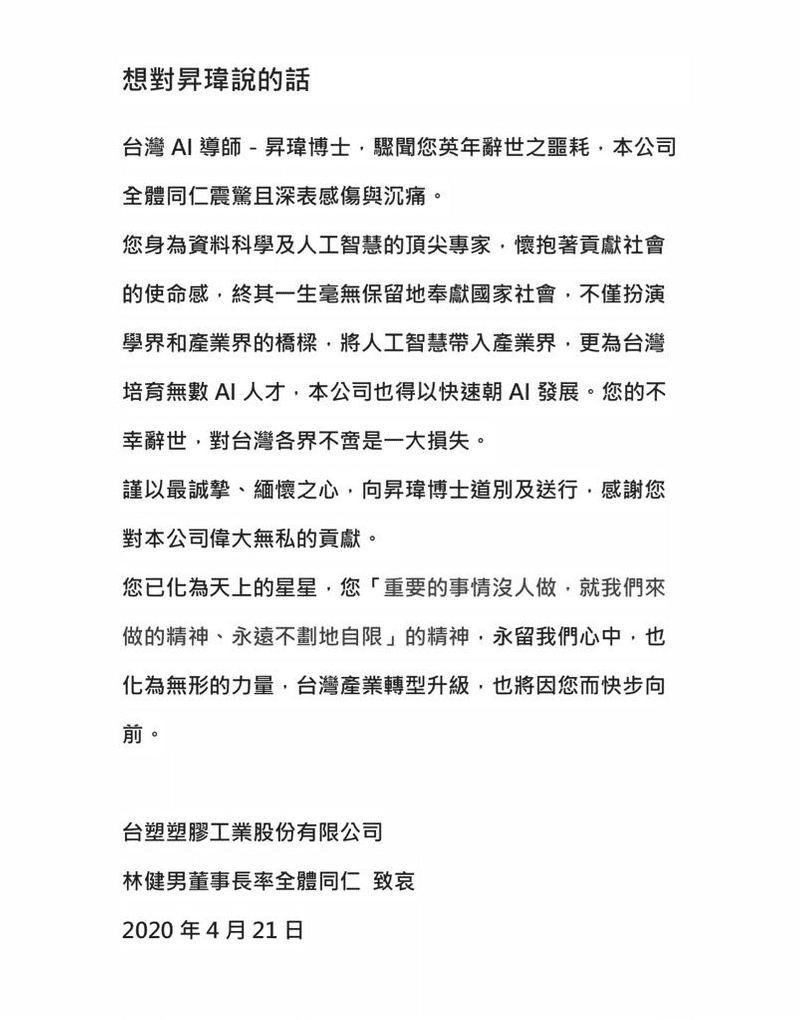 想對昇瑋說的話
台灣 AI 導師 - 昇瑋博士，驟聞您英年辭世之噩耗，本公司
全體同仁震驚且深表感傷與沉痛。
您身為資料科學及人工智慧的頂尖專家，懷抱著貢獻社會
的使命感，終其一生毫無保留地奉獻國家社會，不僅扮演
學界和產業界的橋樑，將人工智慧帶入產業界，更為台灣
培育無數 AI 人才，本公司也得以快速朝 AI 發展。您的不
幸辭世，對台灣各界不啻是一大損失。
謹以最誠摯、緬懷之心，向昇瑋博士道別及送行，感謝您
對本公司偉大無私的貢獻。
您已化為天上的星星，您「重要的事情沒人做，就我們來
做的精神、永遠不劃地自限」的精神，永留我們心中，也
化為無形的力量，台灣產業轉型升級，也將因您而快步向
前。
台塑塑膠工業股份有限公司
林健男董事長率全體同仁 致哀
2020 年 4 月 21 日